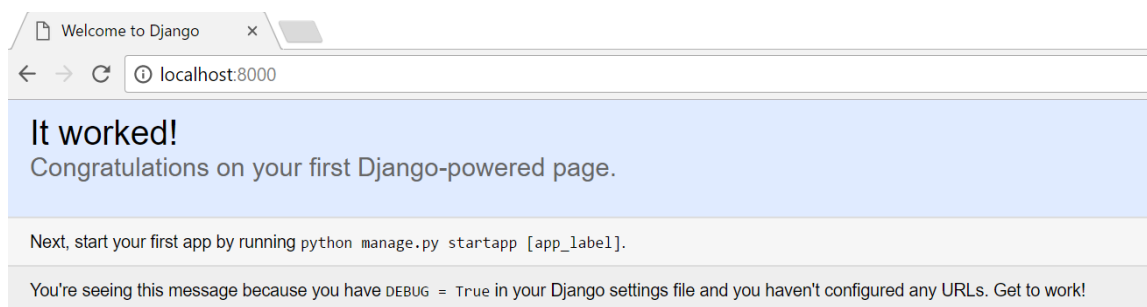 Welcome to Django
localhost:8000
It worked!
Congratulations on your first Django-powered page.
Next, start your first app by running python manage.py startapp [app_label].
You're seeing this message because you have DEBUG = True in your Django settings file and you haven't configured any URLs. Get to work!